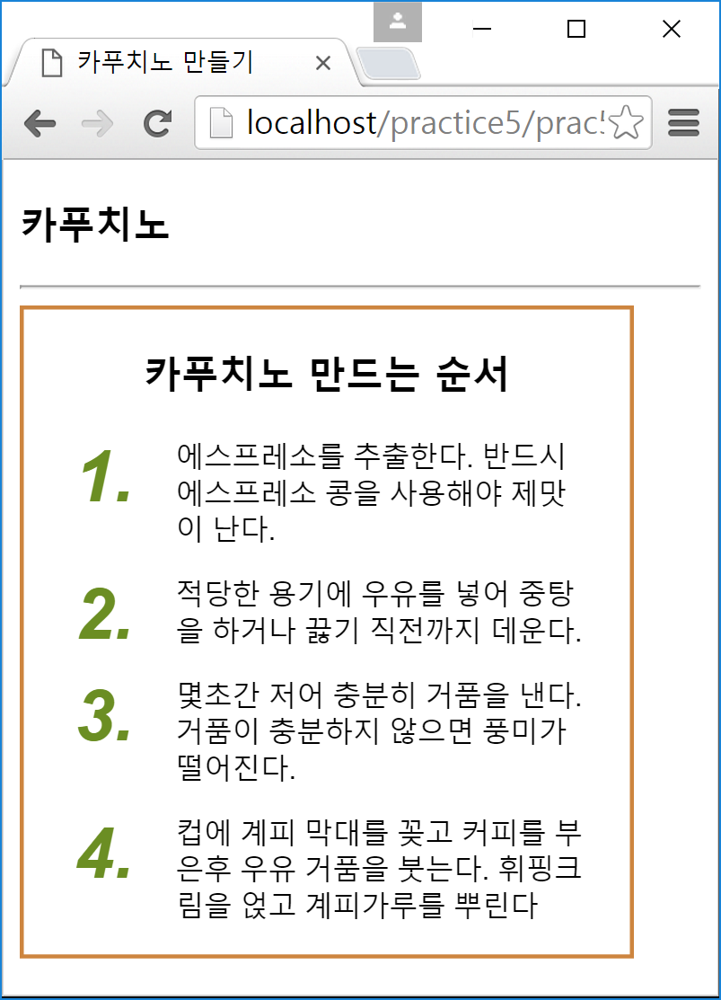 카푸치노 만들기
localhost/practice5/prac5
카푸치노
카푸치노 만드는 순서
1. 에스프레소를 추출한다. 반드시
에스프레소 콩을 사용해야 제맛
이 난다.
2. 적당한 용기에 우유를 넣어 중탕
을 하거나 끓기 직전까지 데운다.
3. 몇초간 저어 충분히 거품을 낸다.
거품이 충분하지 않으면 풍미가
떨어진다.
4. 컵에 계피 막대를 꽂고 커피를 부
은후 우유 거품을 붓는다. 휘핑크
림을 얹고 계피가루를 뿌린다